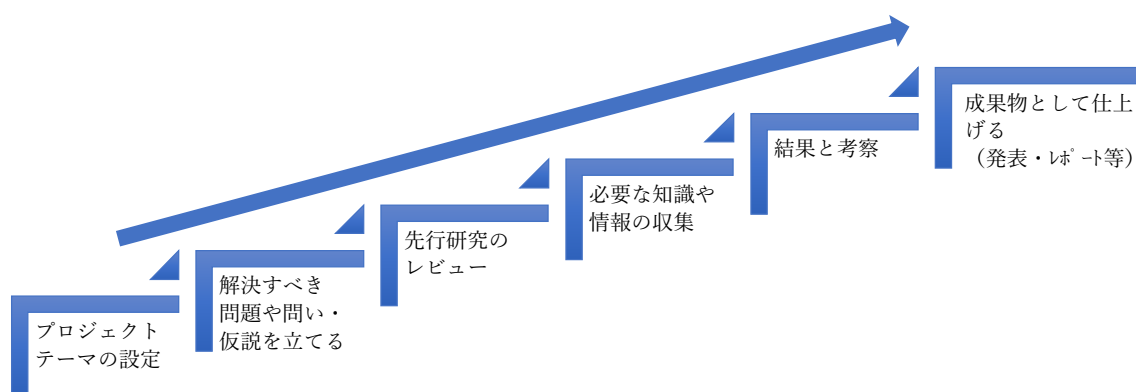 プロジェクト
テーマの設定
解決すべき
問題や問い・
仮説を立てる
先行研究の
レビュー
必要な知識や
情報の収集
結果と考察
成果物として仕上
げる
（発表・ﾚﾎﾟｰﾄ等）